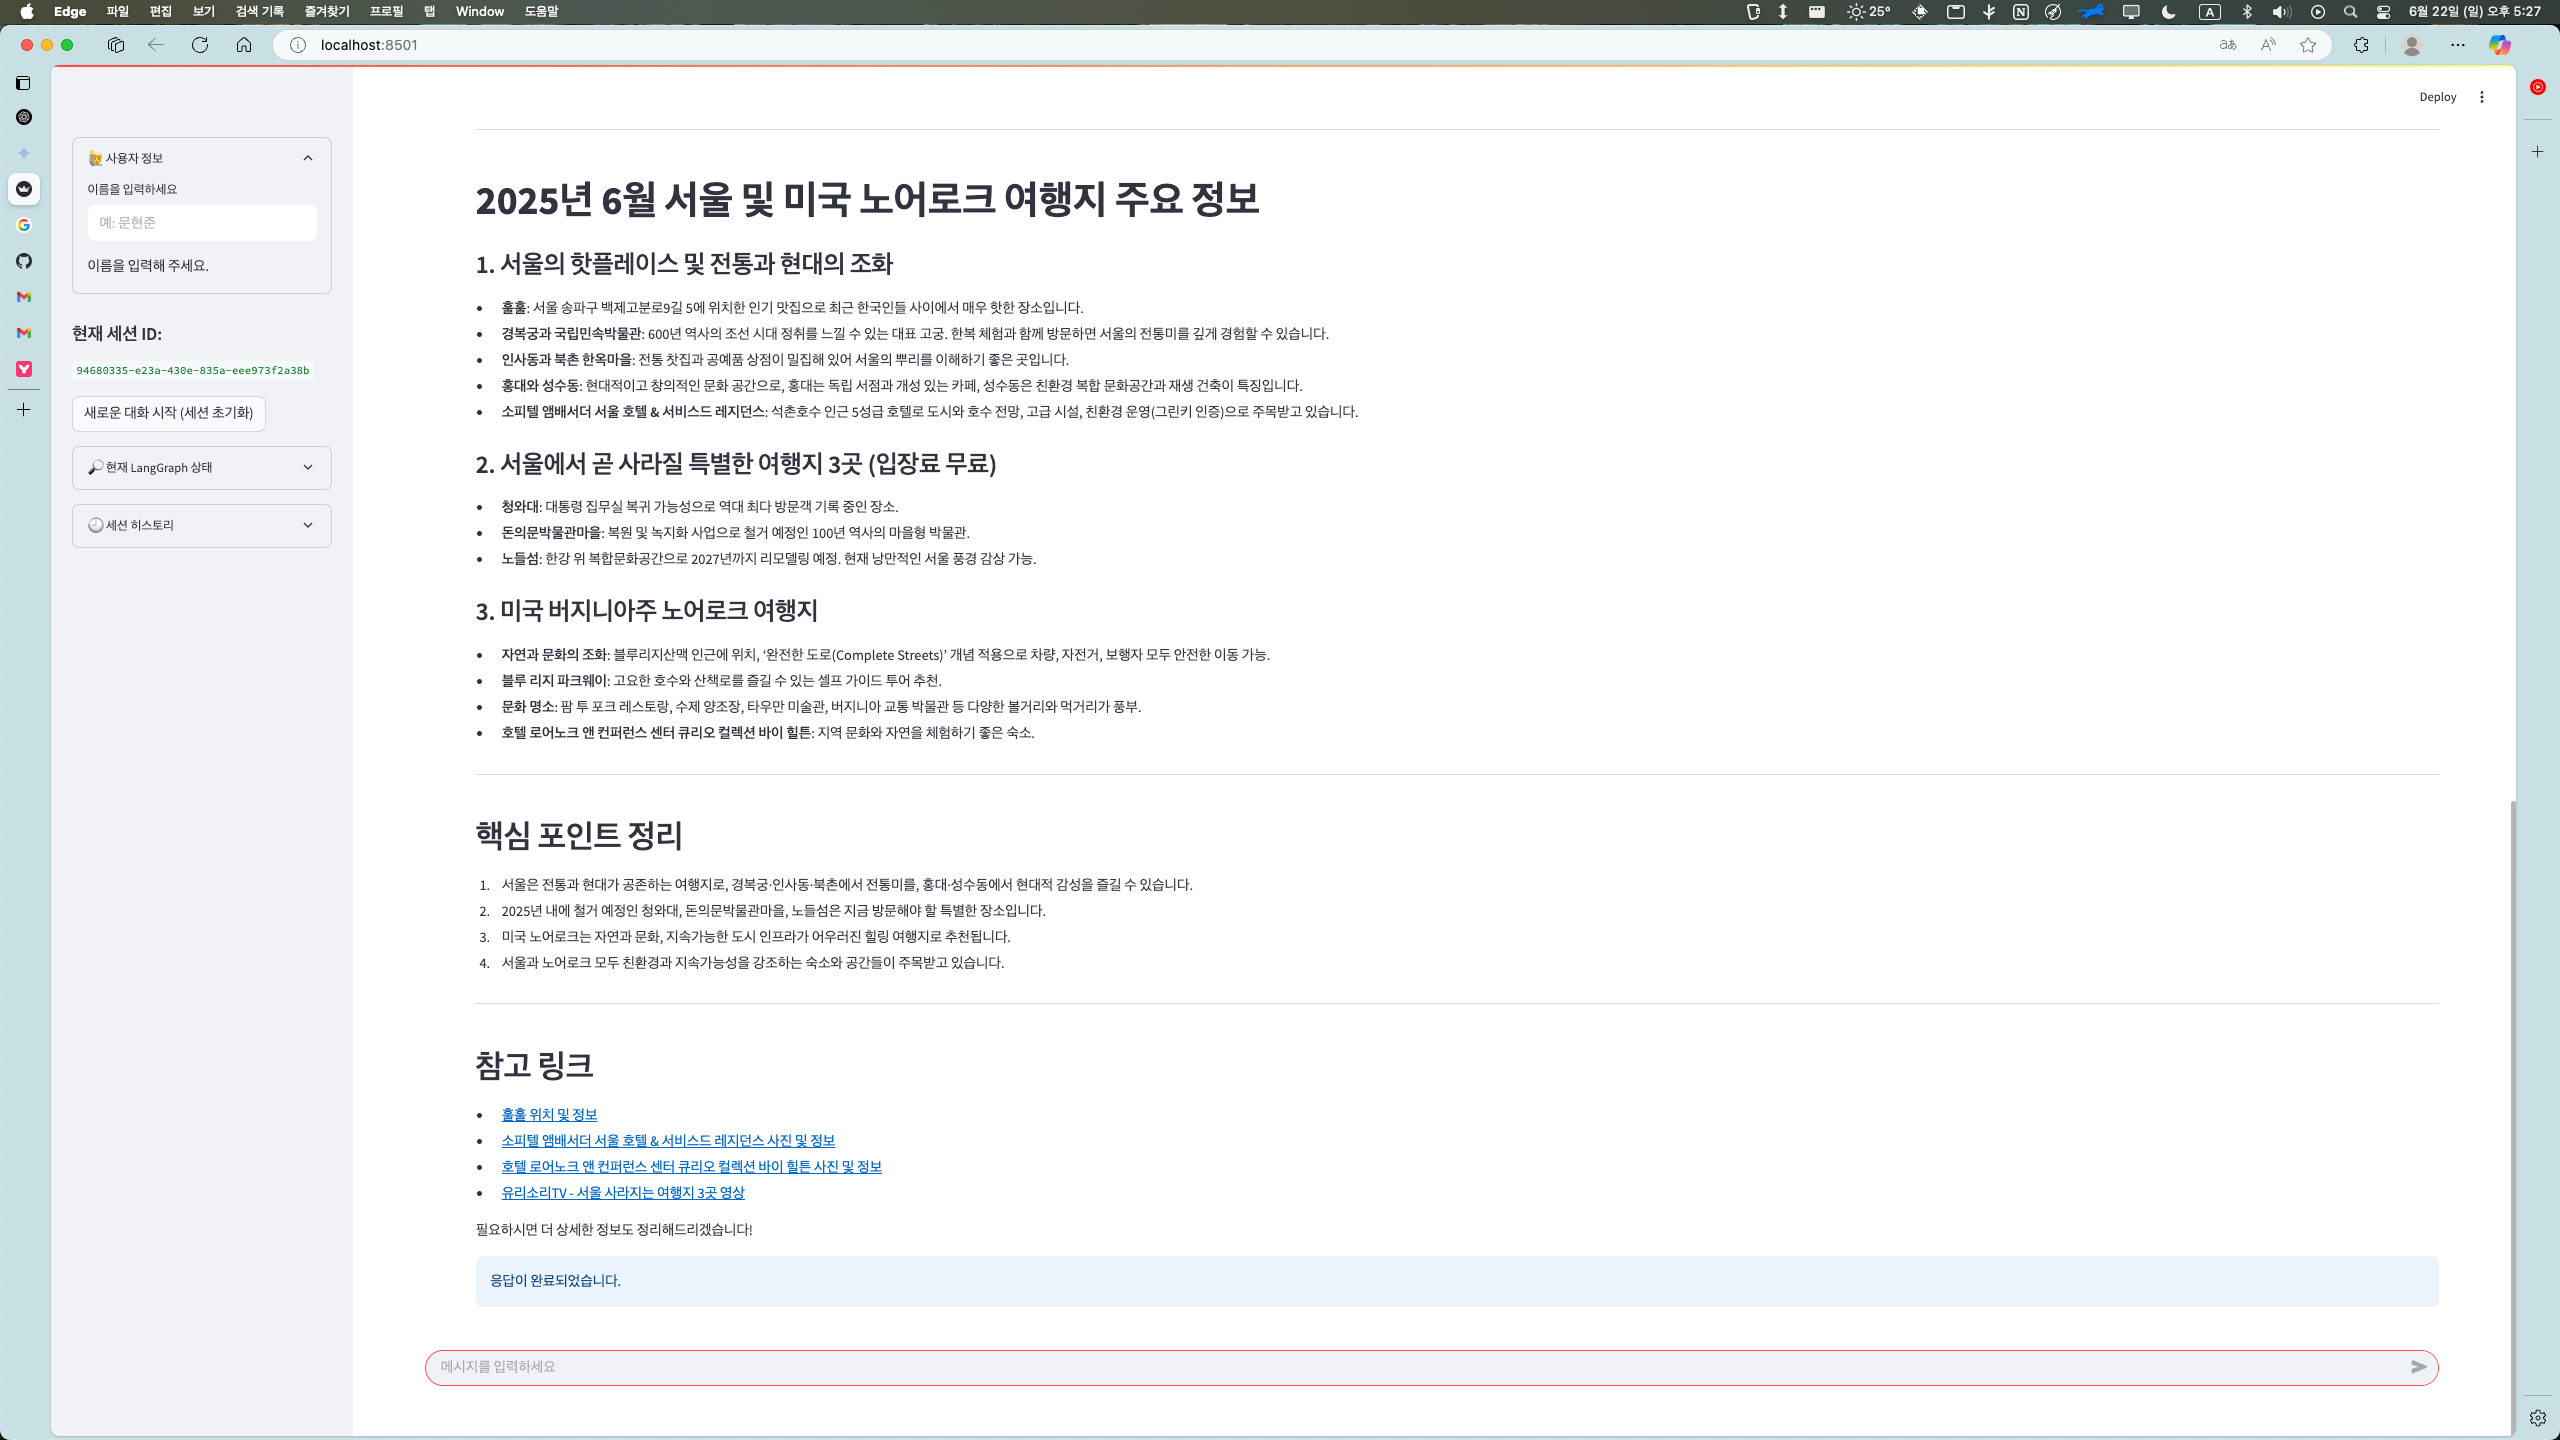 Edge 파일 편집 보기 검색 기록 즐겨찾기 프로필 탭 Window 도움말 25° N A 6월 22일 (일) 오후 5:27
localhost:8501
Deploy
사용자 정보
이름을 입력하세요
예: 문현준
이름을 입력해 주세요.
현재 세션 ID:
94680335-e23a-430e-835a-eee973f2a38b
새로운 대화 시작 (세션 초기화)
현재 LangGraph 상태
세션 히스토리
2025년 6월 서울 및 미국 노어로크 여행지 주요 정보
1. 서울의 핫플레이스 및 전통과 현대의 조화
훌훌: 서울 송파구 백제고분로9길 5에 위치한 인기 맛집으로 최근 한국인들 사이에서 매우 핫한 장소입니다.
경복궁과 국립민속박물관: 600년 역사의 조선 시대 정취를 느낄 수 있는 대표 고궁. 한복 체험과 함께 방문하면 서울의 전통미를 깊게 경험할 수 있습니다.
인사동과 북촌 한옥마을: 전통 찻집과 공예품 상점이 밀집해 있어 서울의 뿌리를 이해하기 좋은 곳입니다.
홍대와 성수동: 현대적이고 창의적인 문화 공간으로, 홍대는 독립 서점과 개성 있는 카페, 성수동은 친환경 복합 문화공간과 재생 건축이 특징입니다.
소피텔 앰배서더 서울 호텔 & 서비스드 레지던스: 석촌호수 인근 5성급 호텔로 도시와 호수 전망, 고급 시설, 친환경 운영(그린키 인증)으로 주목받고 있습니다.
2. 서울에서 곧 사라질 특별한 여행지 3곳 (입장료 무료)
청와대: 대통령 집무실 복귀 가능성으로 역대 최다 방문객 기록 중인 장소.
돈의문박물관마을: 복원 및 녹지화 사업으로 철거 예정인 100년 역사의 마을형 박물관.
노들섬: 한강 위 복합문화공간으로 2027년까지 리모델링 예정. 현재 낭만적인 서울 풍경 감상 가능.
3. 미국 버지니아주 노어로크 여행지
자연과 문화의 조화: 블루리지산맥 인근에 위치, ‘완전한 도로(Complete Streets)’ 개념 적용으로 차량, 자전거, 보행자 모두 안전한 이동 가능.
블루 리지 파크웨이: 고요한 호수와 산책로를 즐길 수 있는 셀프 가이드 투어 추천.
문화 명소: 팜 투 포크 레스토랑, 수제 양조장, 타우만 미술관, 버지니아 교통 박물관 등 다양한 볼거리와 먹거리가 풍부.
호텔 로어노크 앤 컨퍼런스 센터 큐리오 컬렉션 바이 힐튼: 지역 문화와 자연을 체험하기 좋은 숙소.
핵심 포인트 정리
1. 서울은 전통과 현대가 공존하는 여행지로, 경복궁·인사동·북촌에서 전통미를, 홍대·성수동에서 현대적 감성을 즐길 수 있습니다.
2. 2025년 내에 철거 예정인 청와대, 돈의문박물관마을, 노들섬은 지금 방문해야 할 특별한 장소입니다.
3. 미국 노어로크는 자연과 문화, 지속가능한 도시 인프라가 어우러진 힐링 여행지로 추천됩니다.
4. 서울과 노어로크 모두 친환경과 지속가능성을 강조하는 숙소와 공간들이 주목받고 있습니다.
참고 링크
훌훌 위치 및 정보
소피텔 앰배서더 서울 호텔 & 서비스드 레지던스 사진 및 정보
호텔 로어노크 앤 컨퍼런스 센터 큐리오 컬렉션 바이 힐튼 사진 및 정보
유리소리TV - 서울 사라지는 여행지 3곳 영상
필요하시면 더 상세한 정보도 정리해드리겠습니다!
응답이 완료되었습니다.
메시지를 입력하세요